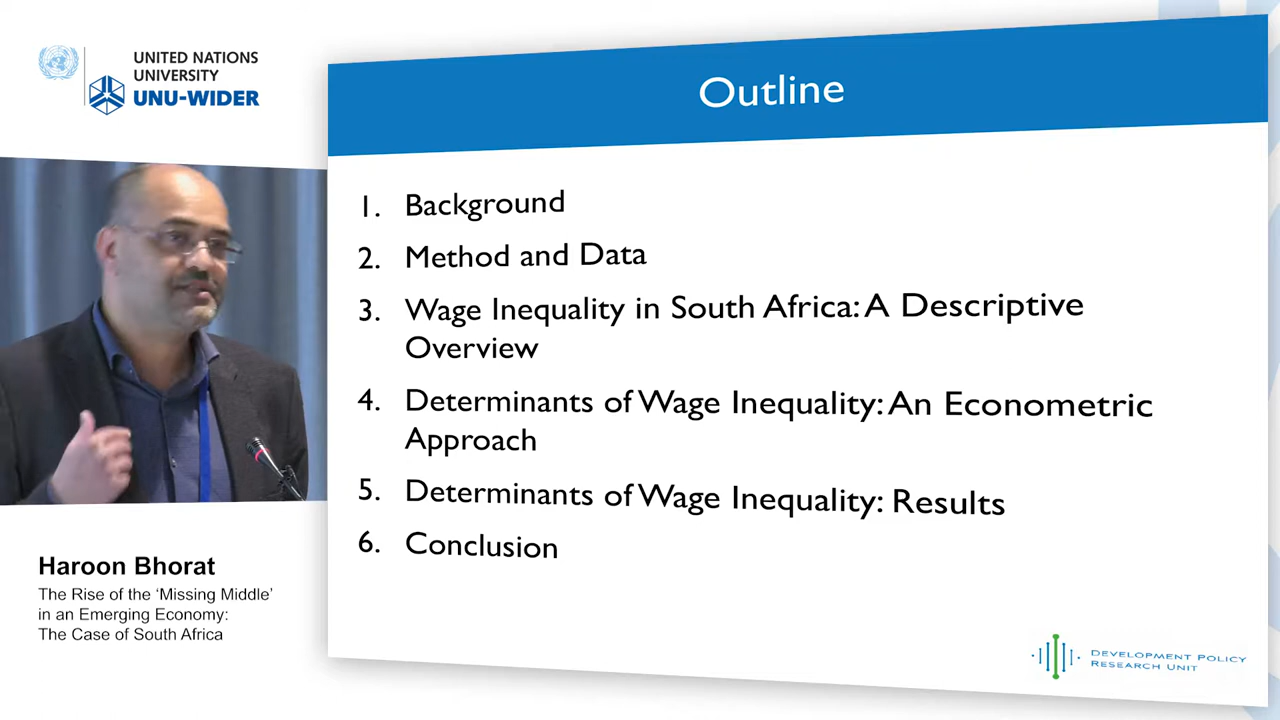 UNITED NATIONS
UNIVERSITY
UNU-WIDER
Outline
1. Background
2. Method and Data
3. Wage Inequality in South Africa: A Descriptive
Overview
4. Determinants of Wage Inequality: An Econometric
Approach
5. Determinants of Wage Inequality: Results
6. Conclusion
Haroon Bhorat
The Rise of the ‘Missing Middle’
in an Emerging Economy:
The Case of South Africa
DEVELOPMENT POLICY
RESEARCH UNIT